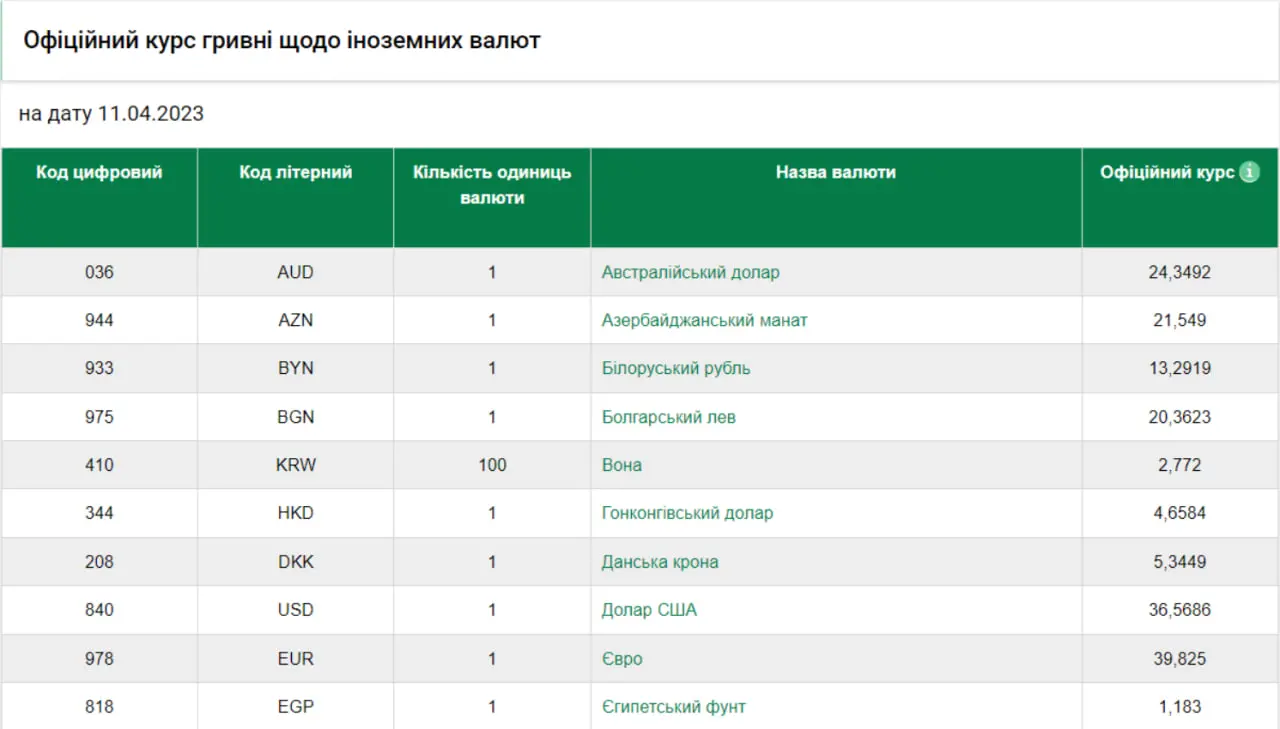 Офіційний курс гривні щодо іноземних валют
на дату 11.04.2023
Код цифровий Код літерний Кількість одиниць валюти Назва валюти Офіційний курс
036 AUD 1 Австралійський долар 24,3492
944 AZN 1 Азербайджанський манат 21,549
933 BYN 1 Білоруський рубль 13,2919
975 BGN 1 Болгарський лев 20,3623
410 KRW 100 Вона 2,772
344 HKD 1 Гонконгівський долар 4,6584
208 DKK 1 Данська крона 5,3449
840 USD 1 Долар США 36,5686
978 EUR 1 Євро 39,825
818 EGP 1 Єгипетський фунт 1,183